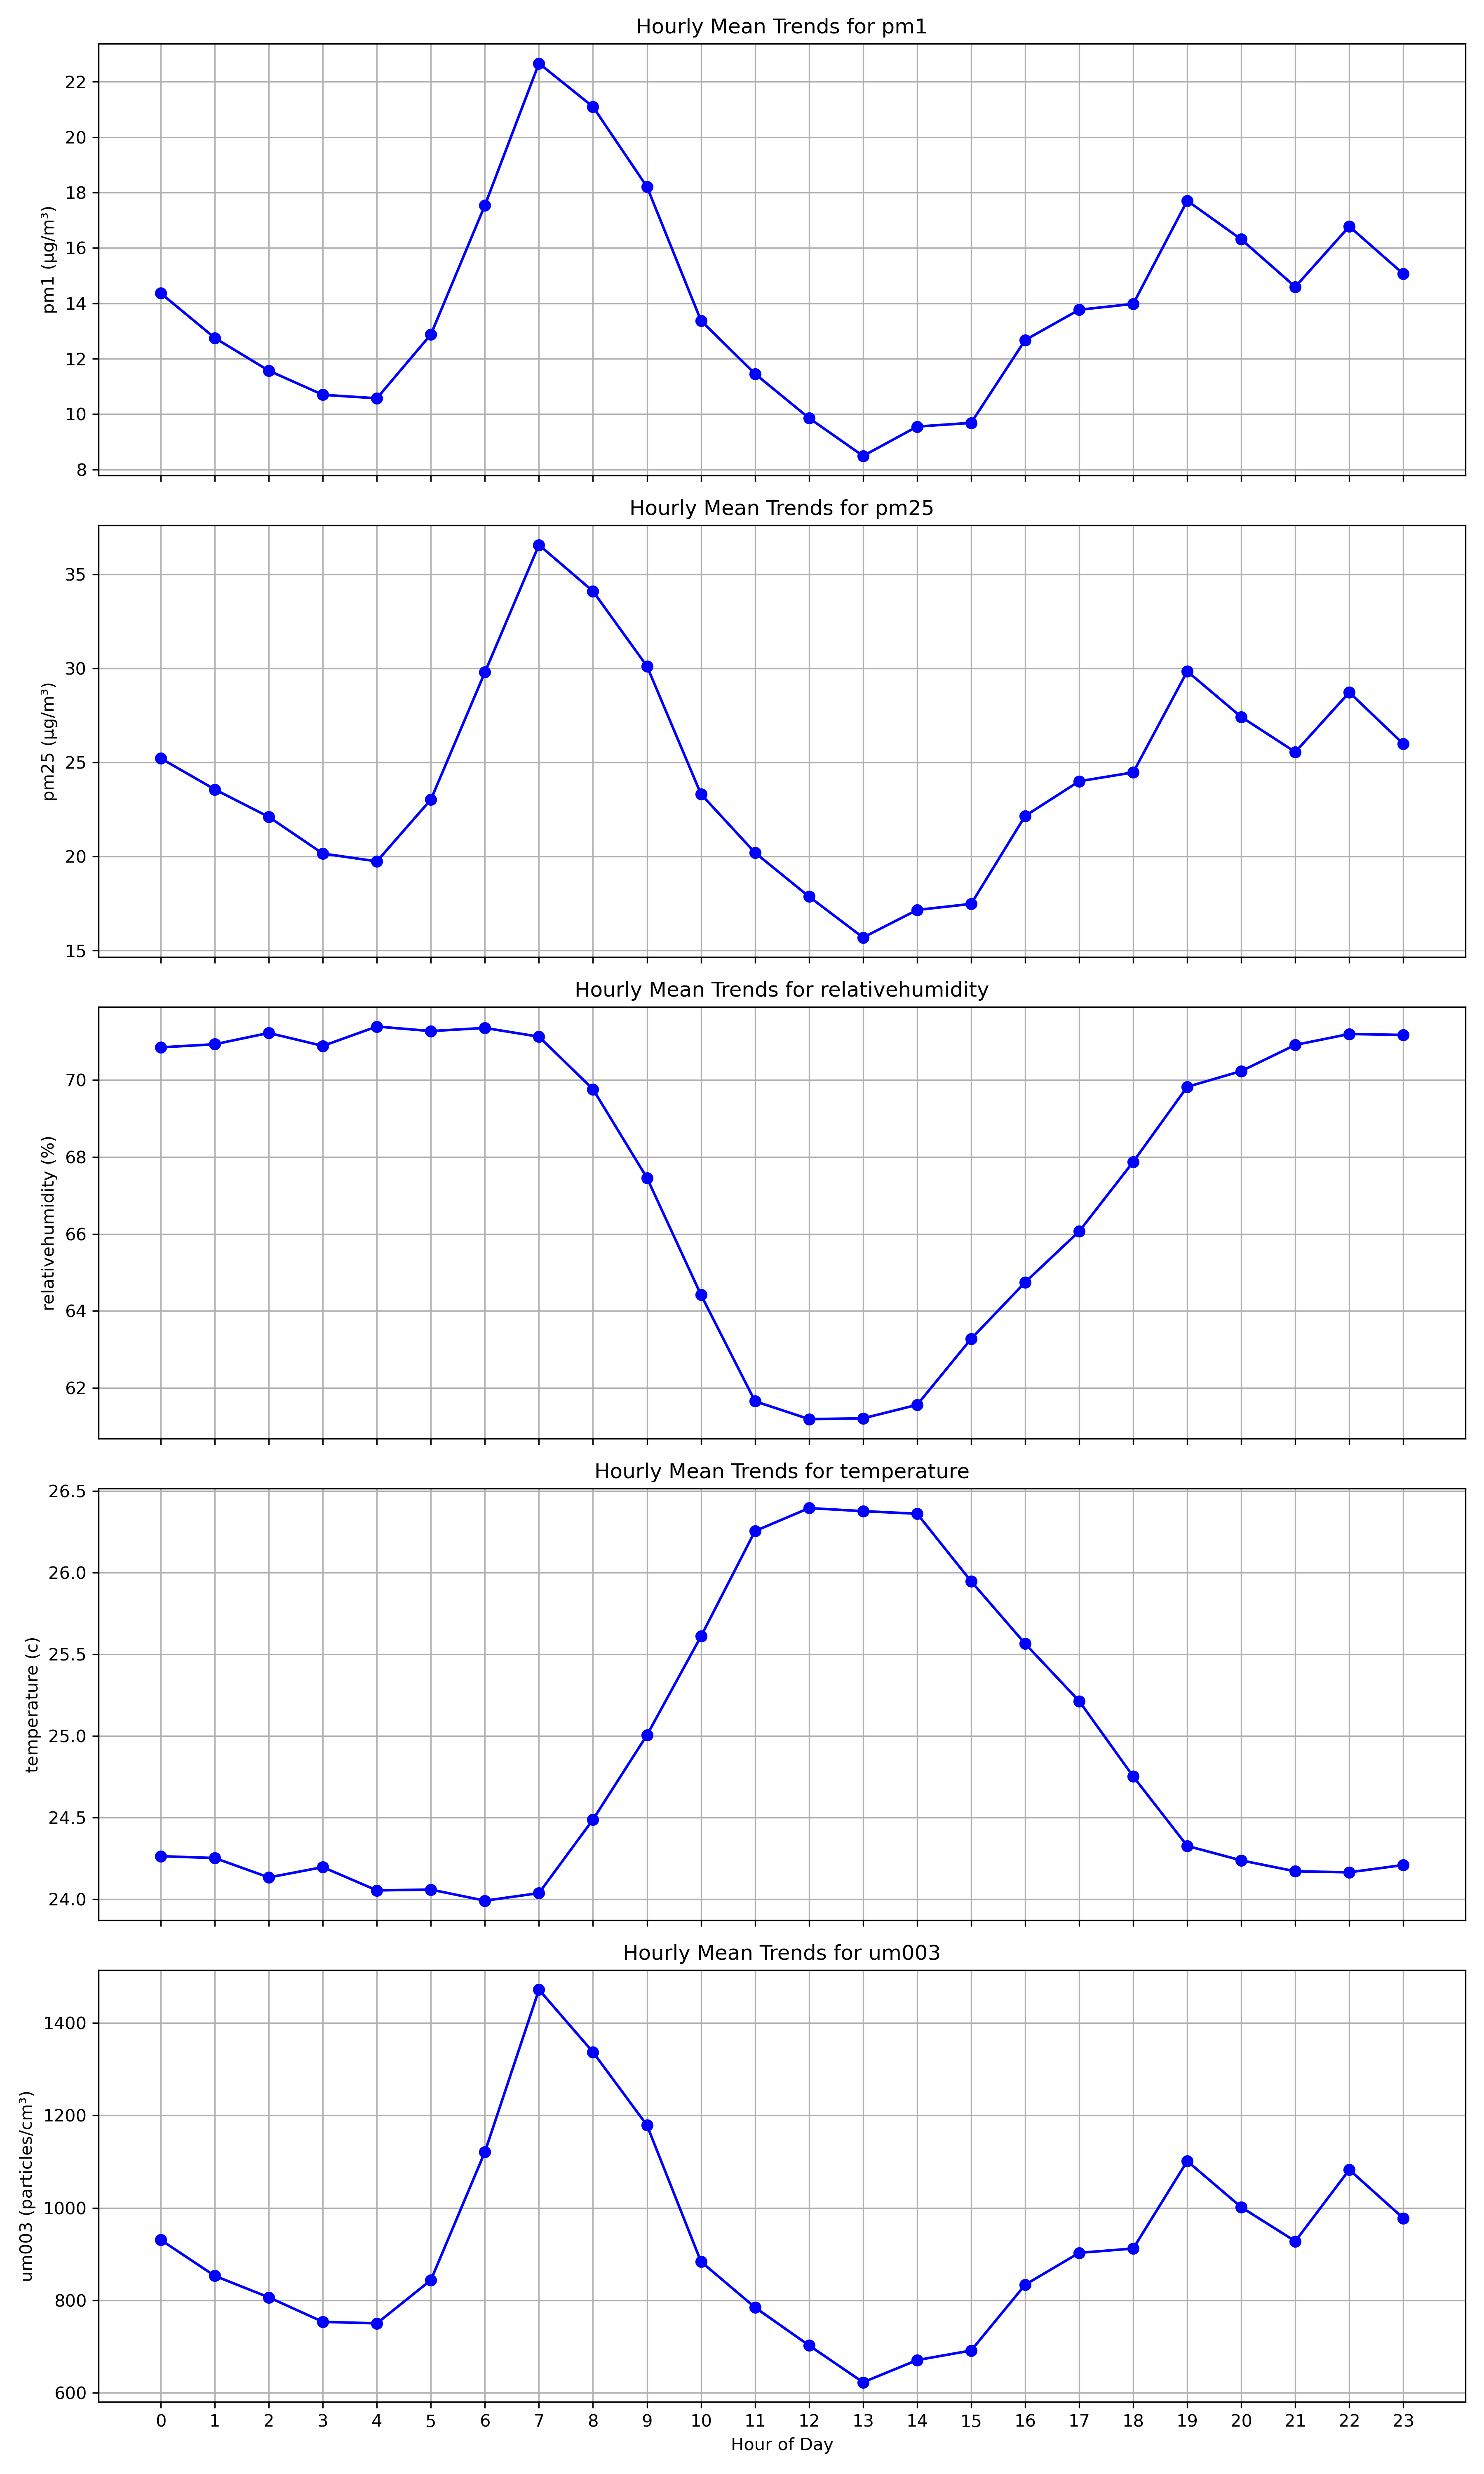 Hourly Mean Trends for pm1
pm1 (µg/m³)
22
20
18
16
14
12
10
8
Hourly Mean Trends for pm25
pm25 (µg/m³)
35
30
25
20
15
Hourly Mean Trends for relativehumidity
relativehumidity (%)
70
68
66
64
62
Hourly Mean Trends for temperature
temperature (c)
26.5
26.0
25.5
25.0
24.5
24.0
Hourly Mean Trends for um003
um003 (particles/cm³)
1400
1200
1000
800
600
0 1 2 3 4 5 6 7 8 9 10 11 12 13 14 15 16 17 18 19 20 21 22 23
Hour of Day